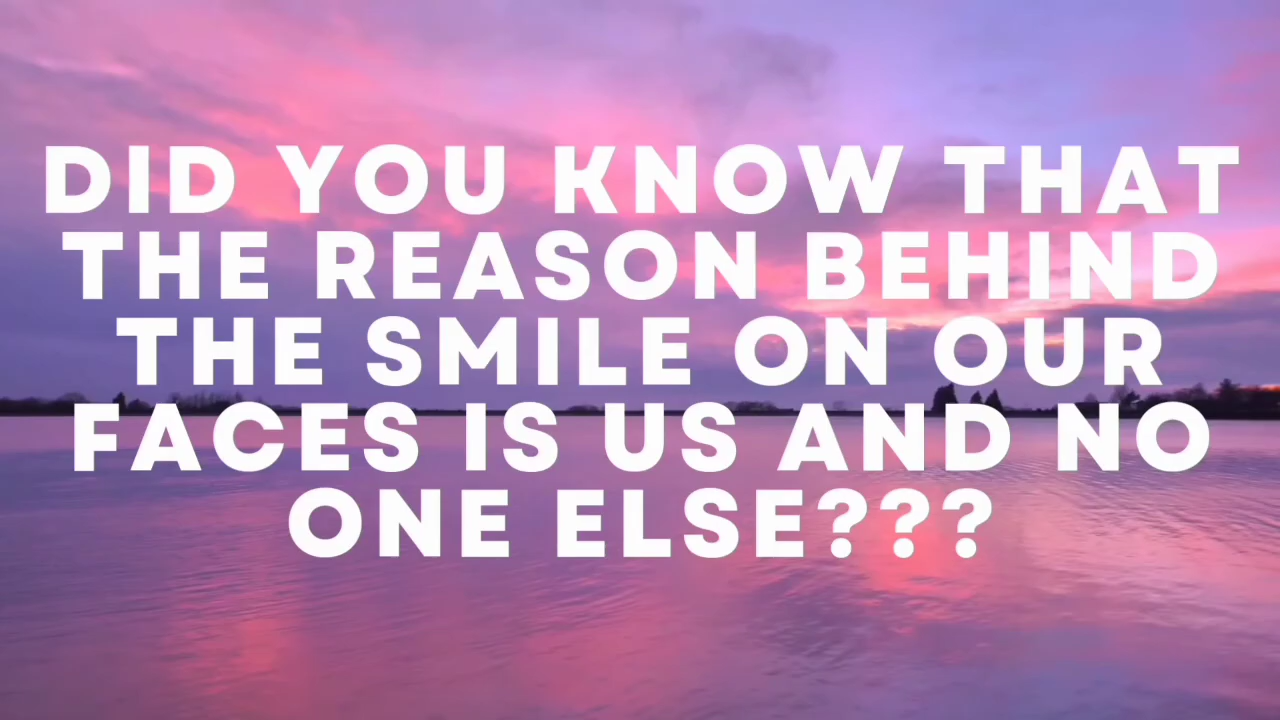 DID YOU KNOW THAT
THE REASON BEHIND
THE SMILE ON OUR
FACES IS US AND NO
ONE ELSE???